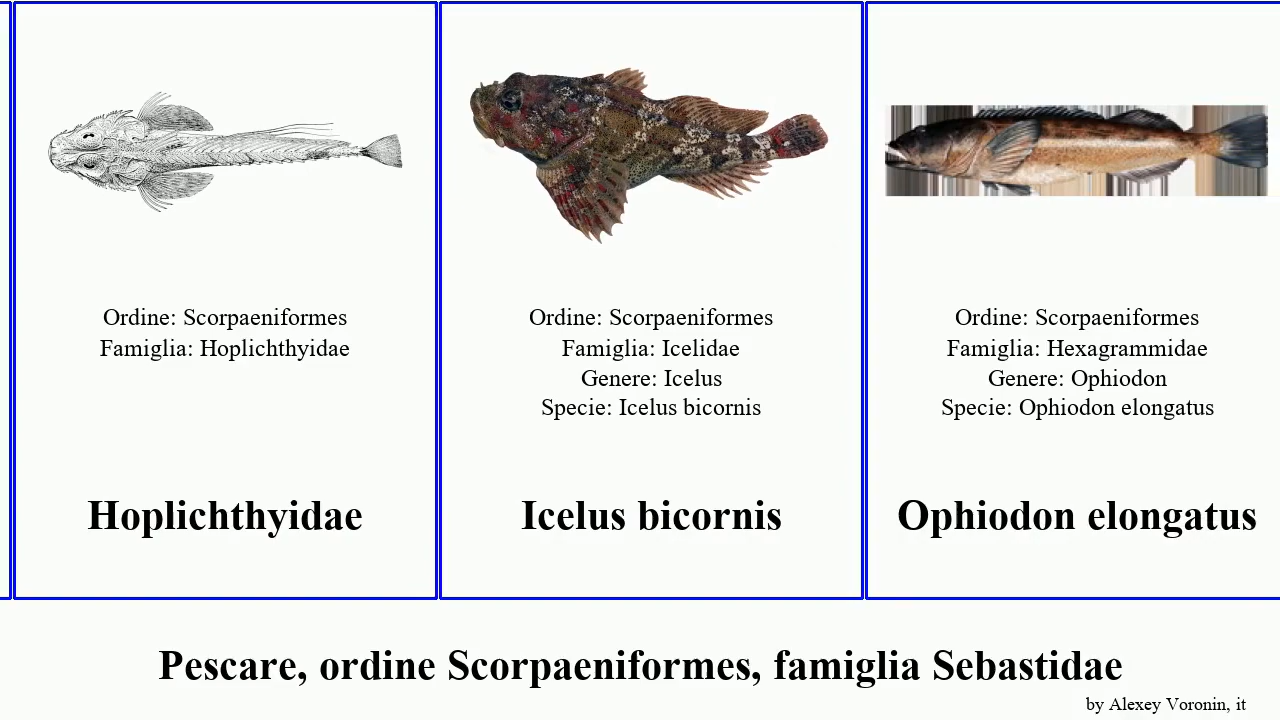 Ordine: Scorpaeniformes
Famiglia: Hoplichthyidae
Hoplichthyidae
Ordine: Scorpaeniformes
Famiglia: Icelidae
Genere: Icelus
Specie: Icelus bicornis
Icelus bicornis
Ordine: Scorpaeniformes
Famiglia: Hexagrammidae
Genere: Ophiodon
Specie: Ophiodon elongatus
Ophiodon elongatus
Pescare, ordine Scorpaeniformes, famiglia Sebastidae
by Alexey Voronin, it